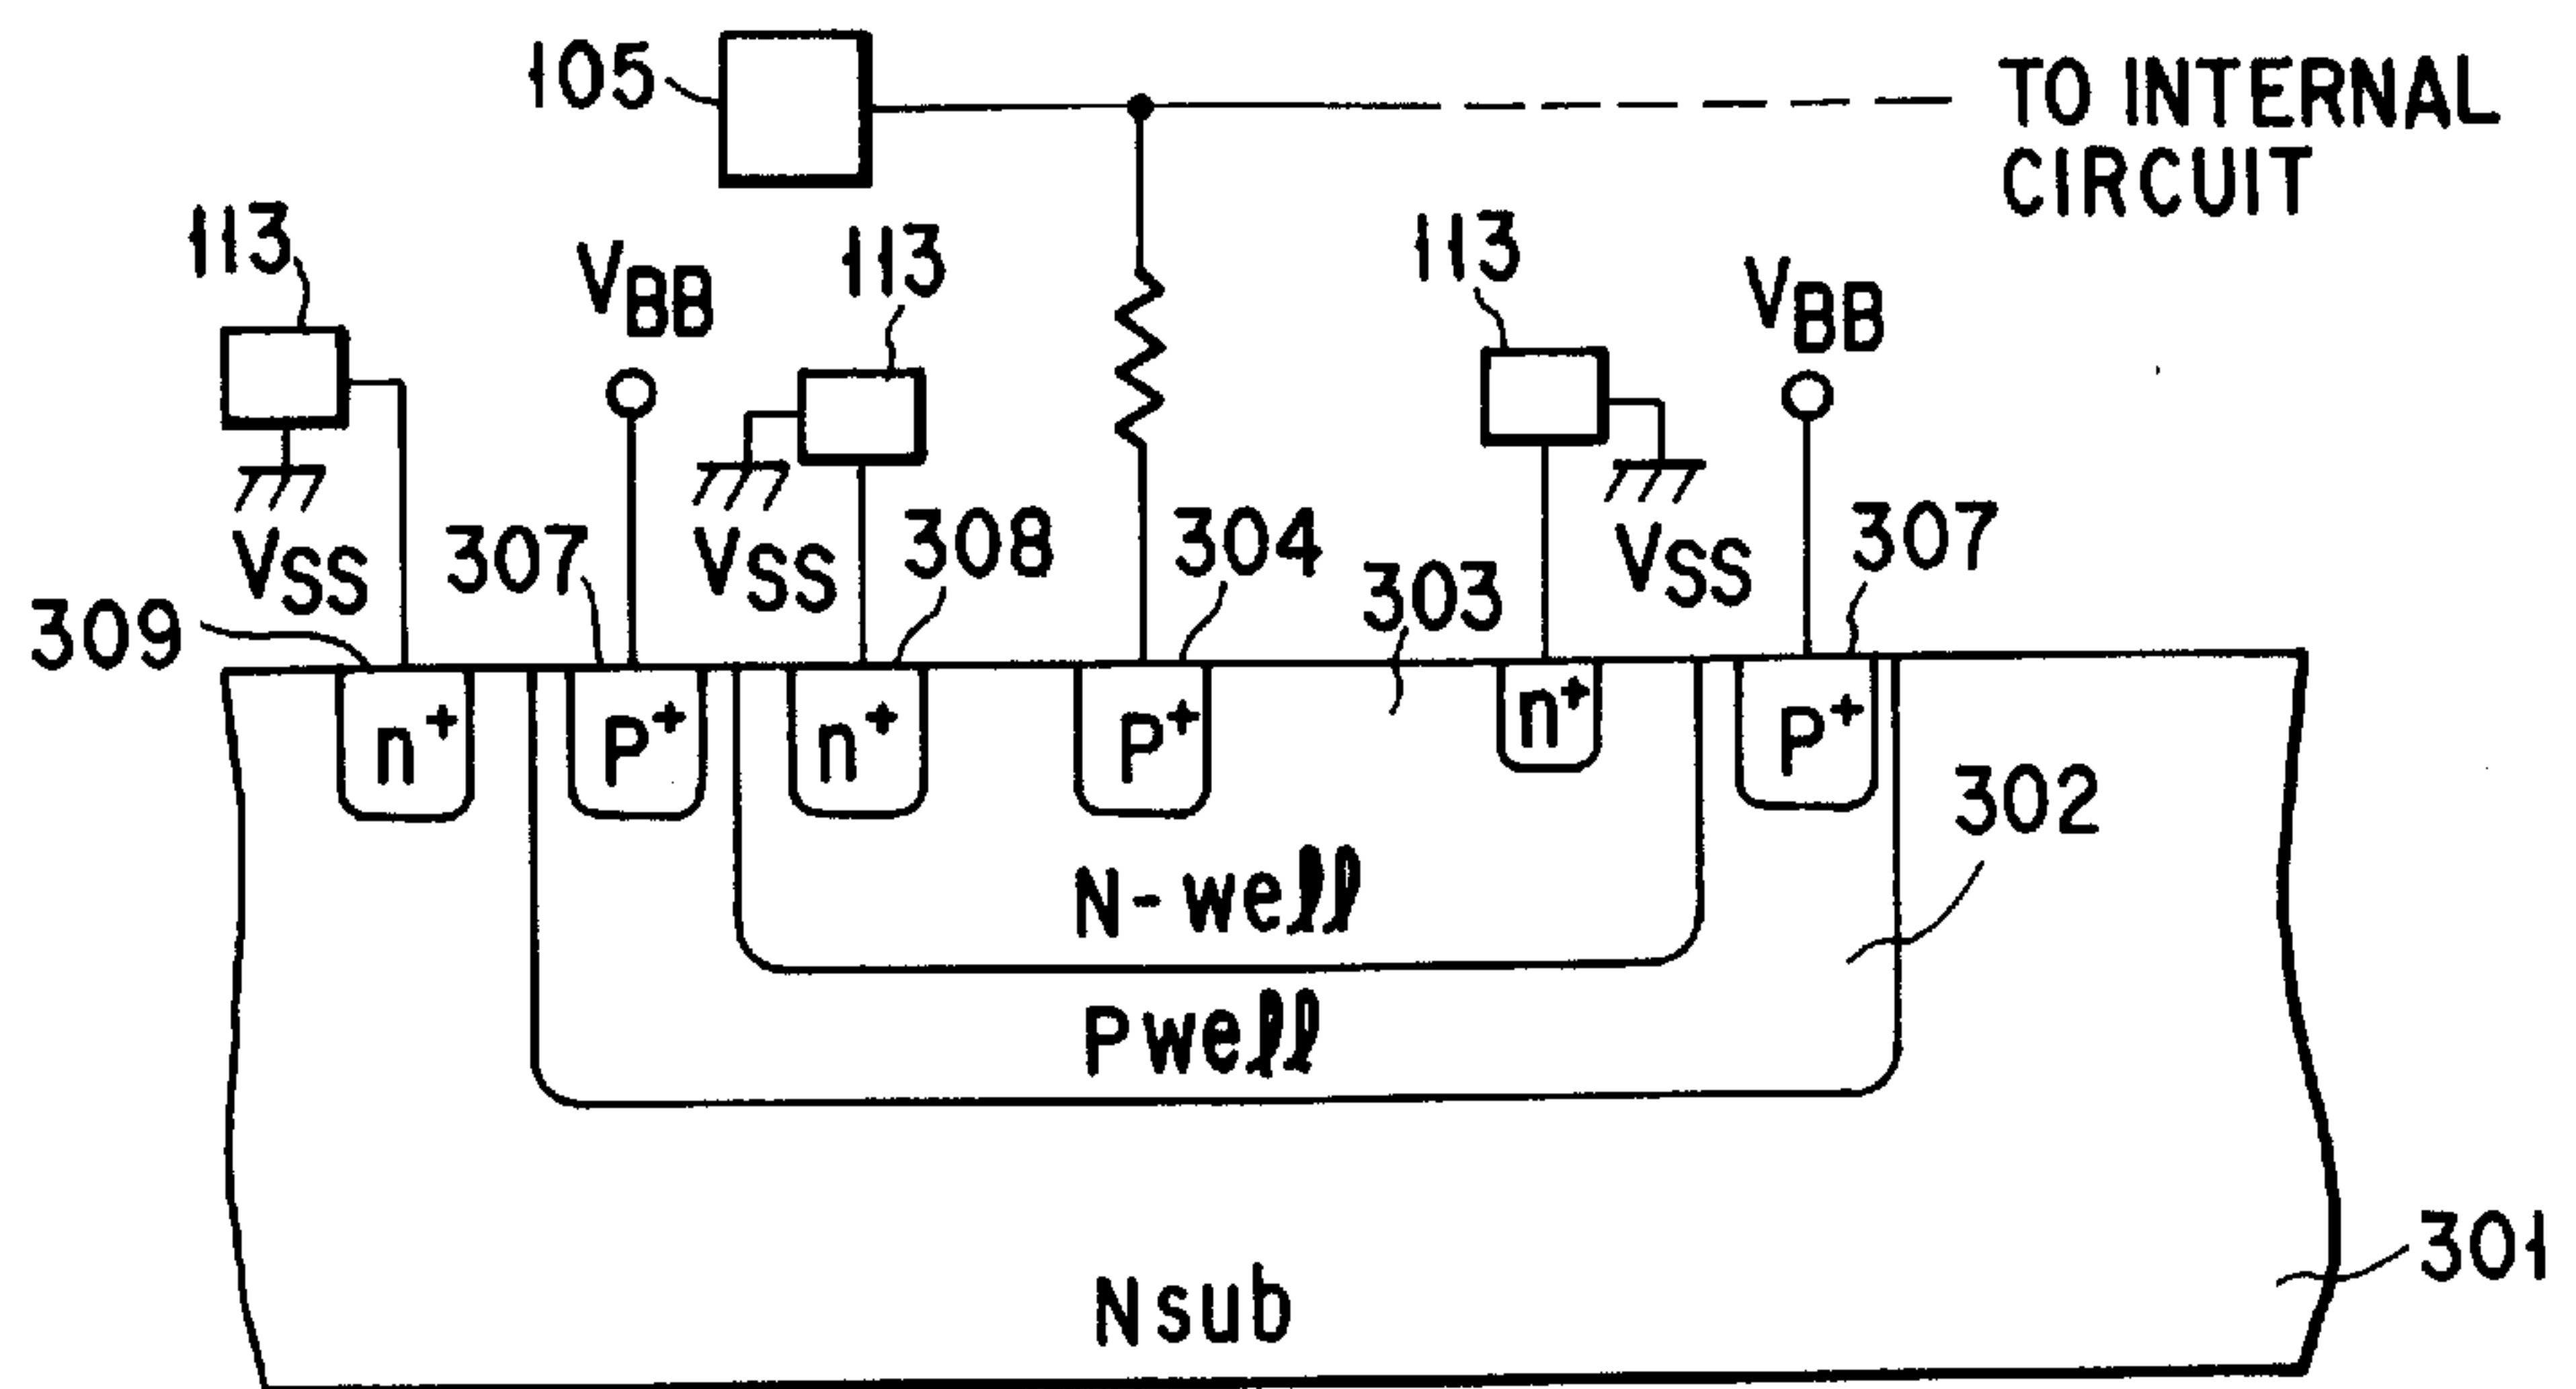 105
TO INTERNAL
CIRCUIT
113
VBB
113
113
VBB
VSS
307
VSS
308
304
303
VSS
307
309
n+
P+
n+
P+
n+
P+
302
N-well
Pwell
Nsub
301